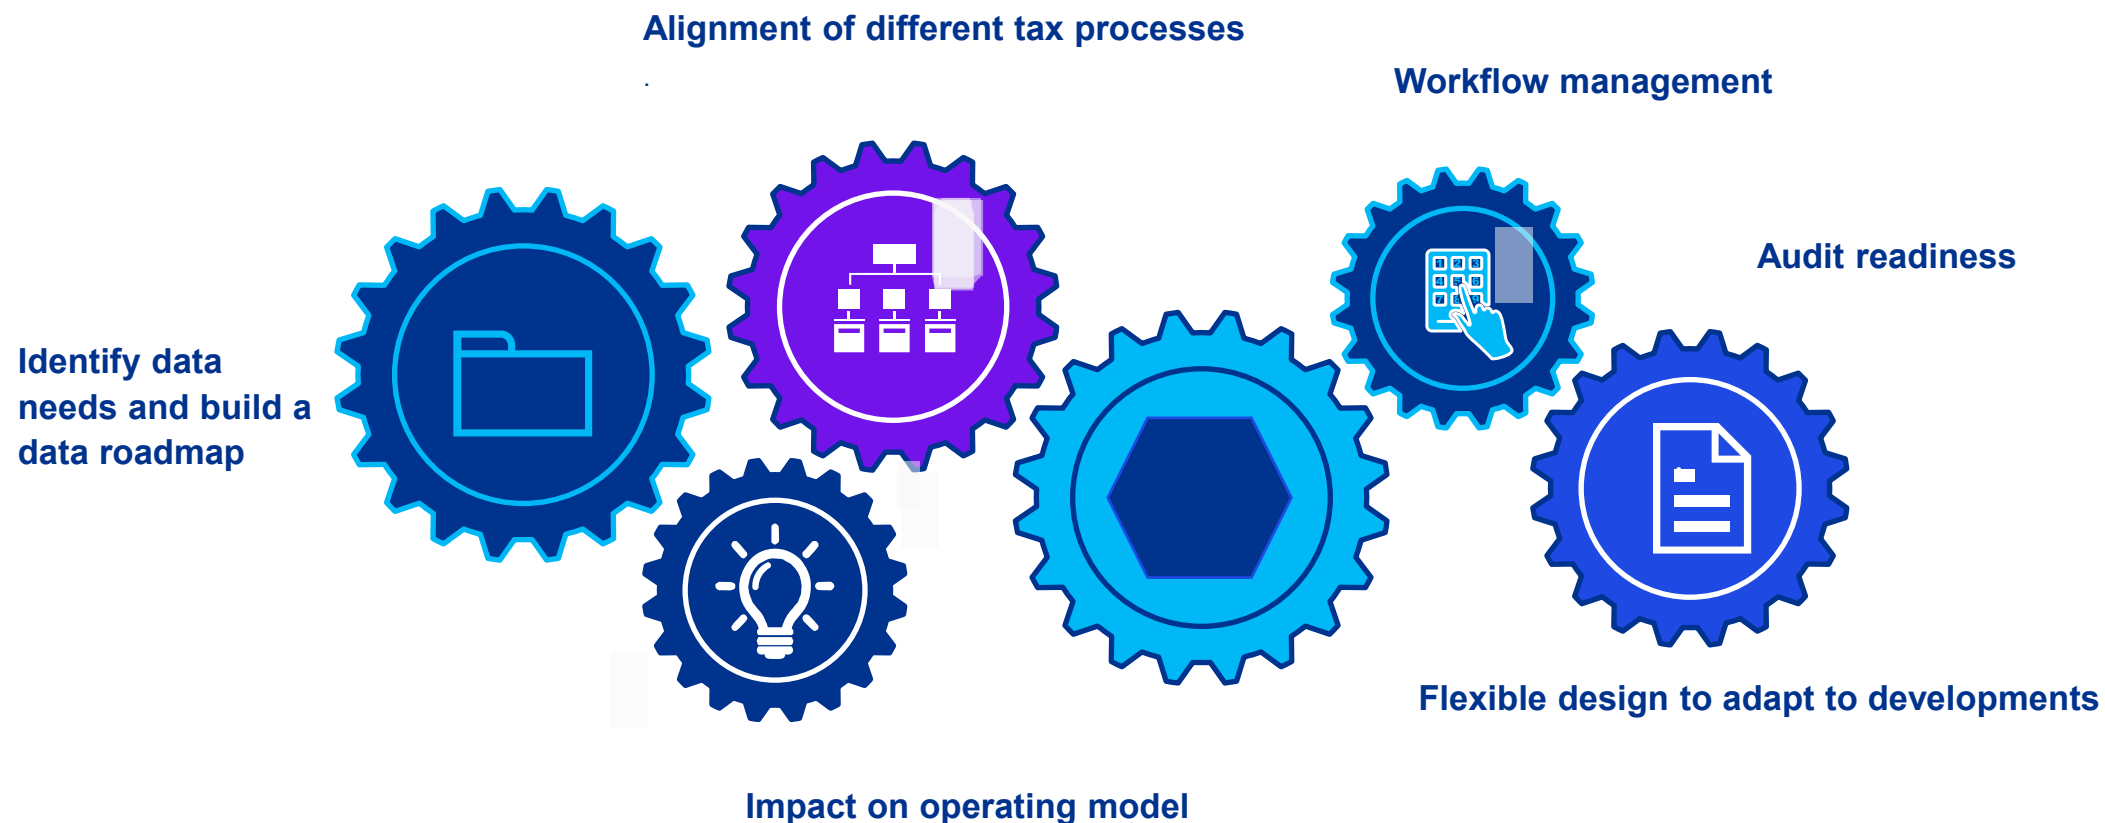 Alignment of different tax processes
.
Workflow management
Audit readiness
Identify data
needs and build a
data roadmap
Flexible design to adapt to developments
Impact on operating model